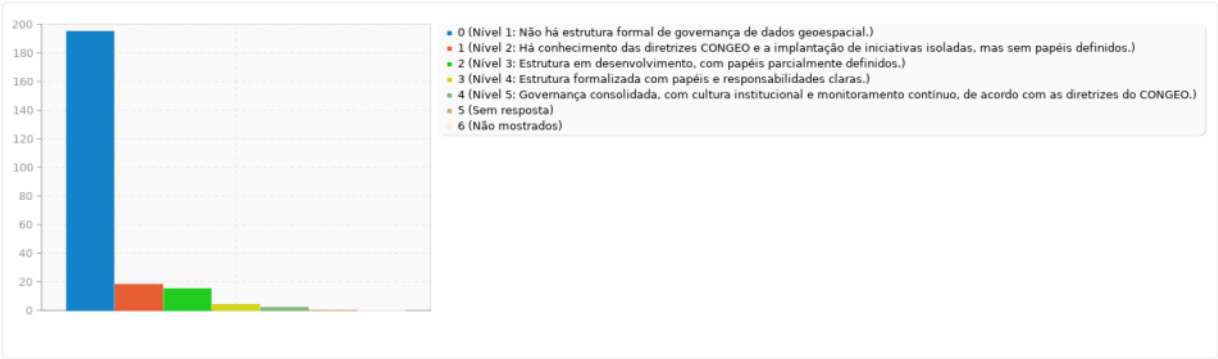 200
180
160
140
120
100
80
60
40
20
0
0 (Nível 1: Não há estrutura formal de governança de dados geoespacial.)
1 (Nível 2: Há conhecimento das diretrizes CONGEO e a implantação de iniciativas isoladas, mas sem papéis definidos.)
2 (Nível 3: Estrutura em desenvolvimento, com papéis parcialmente definidos.)
3 (Nível 4: Estrutura formalizada com papéis e responsabilidades claras.)
4 (Nível 5: Governança consolidada, com cultura institucional e monitoramento contínuo, de acordo com as diretrizes do CONGEO.)
5 (Sem resposta)
6 (Não mostrados)